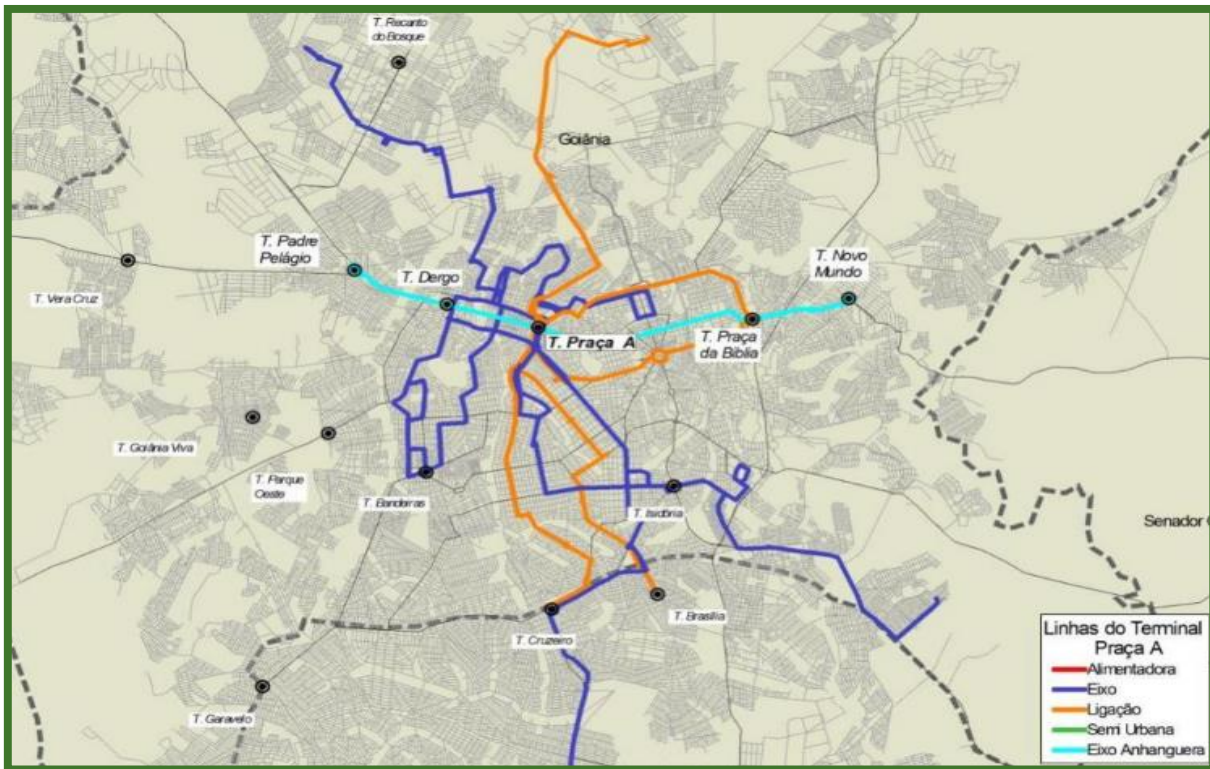 T. Recanto
do Bosque
Goiânia
T. Padre
Pelágio
T. Dergo
T. Novo
Mundo
T. Vera Cruz
T. Praça A
T. Praça
da Bíblia
T. Goiânia Viva
T. Parque
Oeste
T. Bandeiras
T. Isidória
Senador
T. Brasília
T. Cruzeiro
T. Garavelo
Linhas do Terminal
Praça A
Alimentadora
Eixo
Ligação
Semi Urbana
Eixo Anhanguera